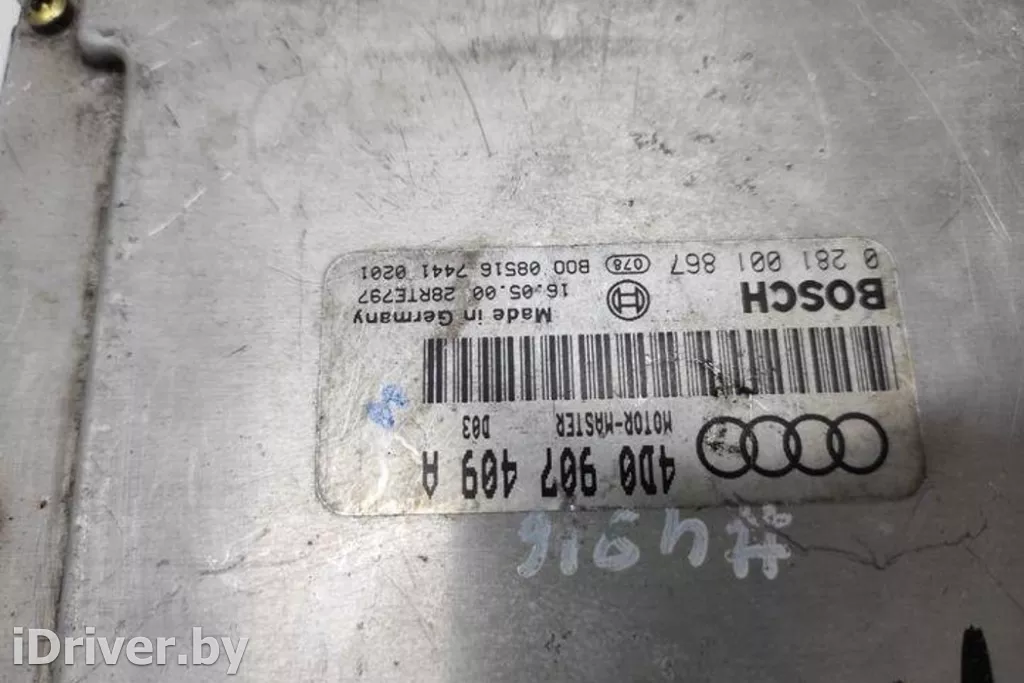 4D0 907 409 A
MOTOR-MASTER D03
BOSCH
Made in Germany
16.05.00 28RTE797
0 281 001 867 078 B00 08516 7441 0201
iDriver.by